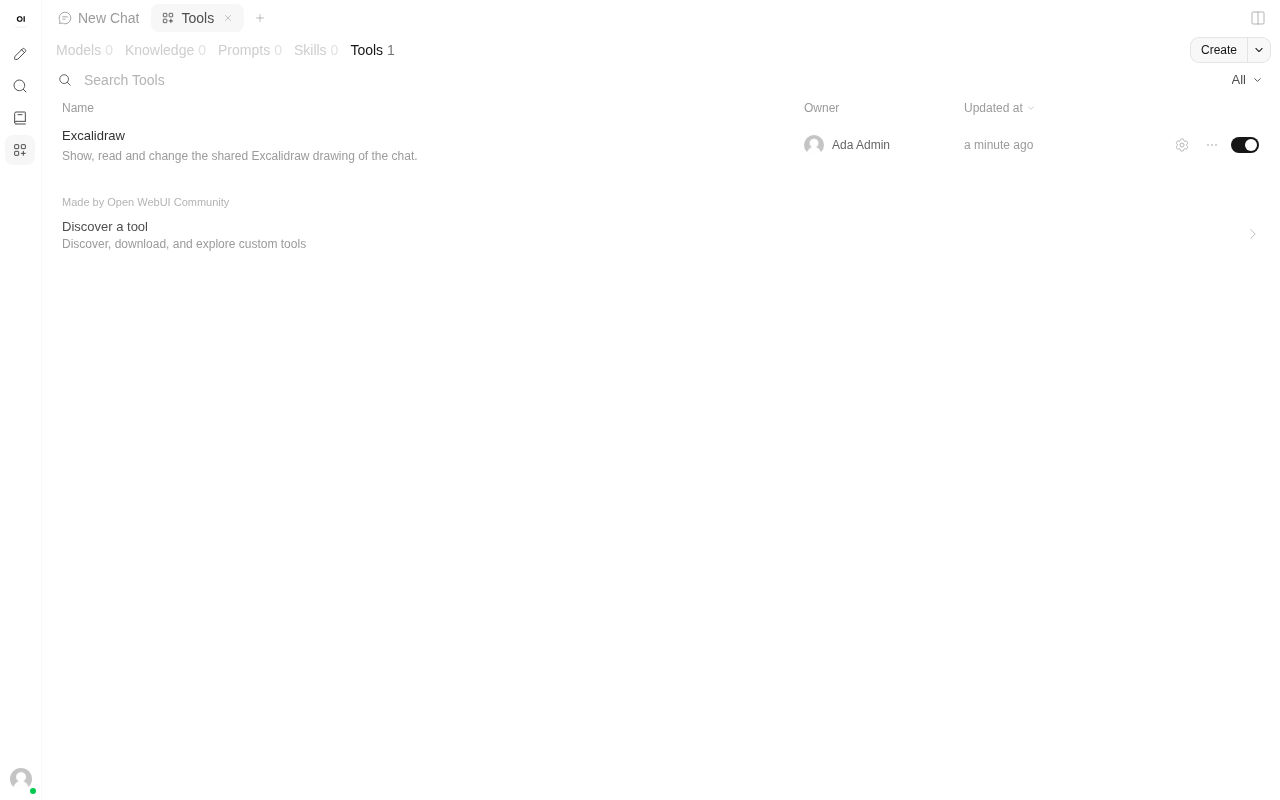 OI
New Chat
Tools
Models 0
Knowledge 0
Prompts 0
Skills 0
Tools 1
Create
Search Tools
All
Name
Owner
Updated at
Excalidraw
Show, read and change the shared Excalidraw drawing of the chat.
Ada Admin
a minute ago
Made by Open WebUI Community
Discover a tool
Discover, download, and explore custom tools